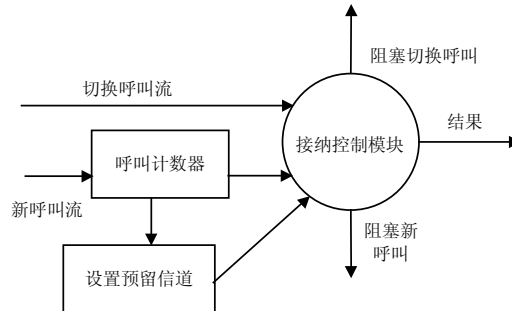 阻塞切换呼叫
切换呼叫流
结果
接纳控制模块
呼叫计数器
新呼叫流
阻塞新
呼叫
设置预留信道